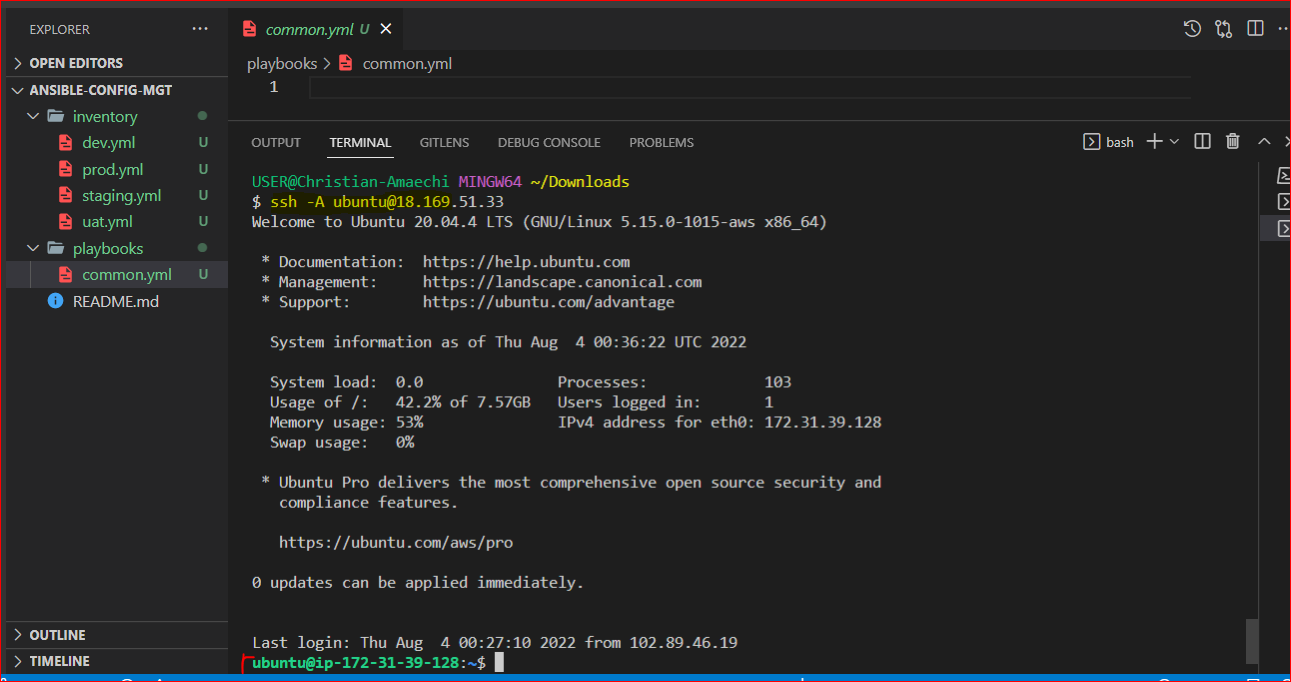 EXPLORER ···
OPEN EDITORS
ANSIBLE-CONFIG-MGT
inventory
dev.yml U
prod.yml U
staging.yml U
uat.yml U
playbooks
common.yml U
README.md
OUTLINE
TIMELINE
common.yml U
playbooks > common.yml
1
OUTPUT TERMINAL GITLENS DEBUG CONSOLE PROBLEMS
bash
USER@Christian-Amaechi MINGW64 ~/Downloads
$ ssh -A ubuntu@18.169.51.33
Welcome to Ubuntu 20.04.4 LTS (GNU/Linux 5.15.0-1015-aws x86_64)
* Documentation: https://help.ubuntu.com
* Management: https://landscape.canonical.com
* Support: https://ubuntu.com/advantage
System information as of Thu Aug 4 00:36:22 UTC 2022
System load: 0.0 Processes: 103
Usage of /: 42.2% of 7.57GB Users logged in: 1
Memory usage: 53% IPv4 address for eth0: 172.31.39.128
Swap usage: 0%
* Ubuntu Pro delivers the most comprehensive open source security and
compliance features.
https://ubuntu.com/aws/pro
0 updates can be applied immediately.
Last login: Thu Aug 4 00:27:10 2022 from 102.89.46.19
ubuntu@ip-172-31-39-128:~$